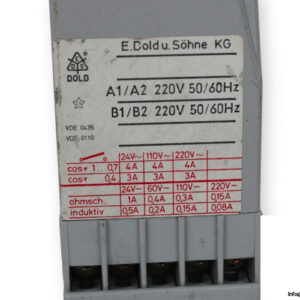 E.Dold u. Söhne KG
DOLD
A1/A2 220V 50/60Hz
B1/B2 220V 50/60Hz
VDE 0435
VDE 0110
24V~ 110V~ 220V~
cosφ 1...0,7 4A 4A 4A
cosφ 0,4 3A 3A 3A
24V- 60V- 110V- 220V-
ohmsch. 1A 0,4A 0,3A 0,15A
induktiv 0,5A 0,2A 0,15A 0,08A